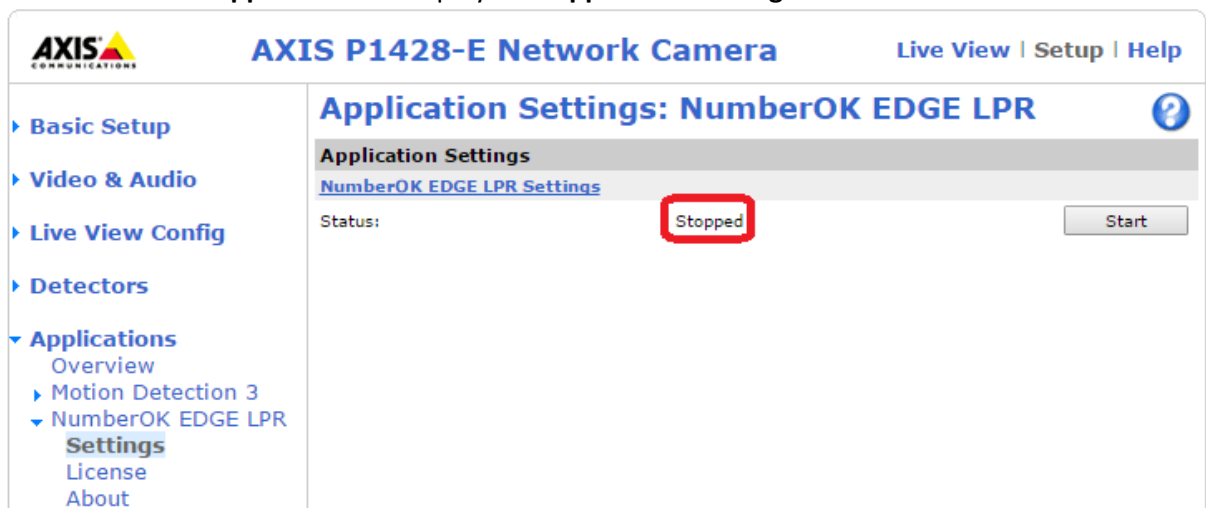 AXIS COMMUNICATIONS
AXIS P1428-E Network Camera
Live View | Setup | Help
Basic Setup
Video & Audio
Live View Config
Detectors
Applications
Overview
Motion Detection 3
NumberOK EDGE LPR
Settings
License
About
Application Settings: NumberOK EDGE LPR
?
Application Settings
NumberOK EDGE LPR Settings
Status: Stopped Start